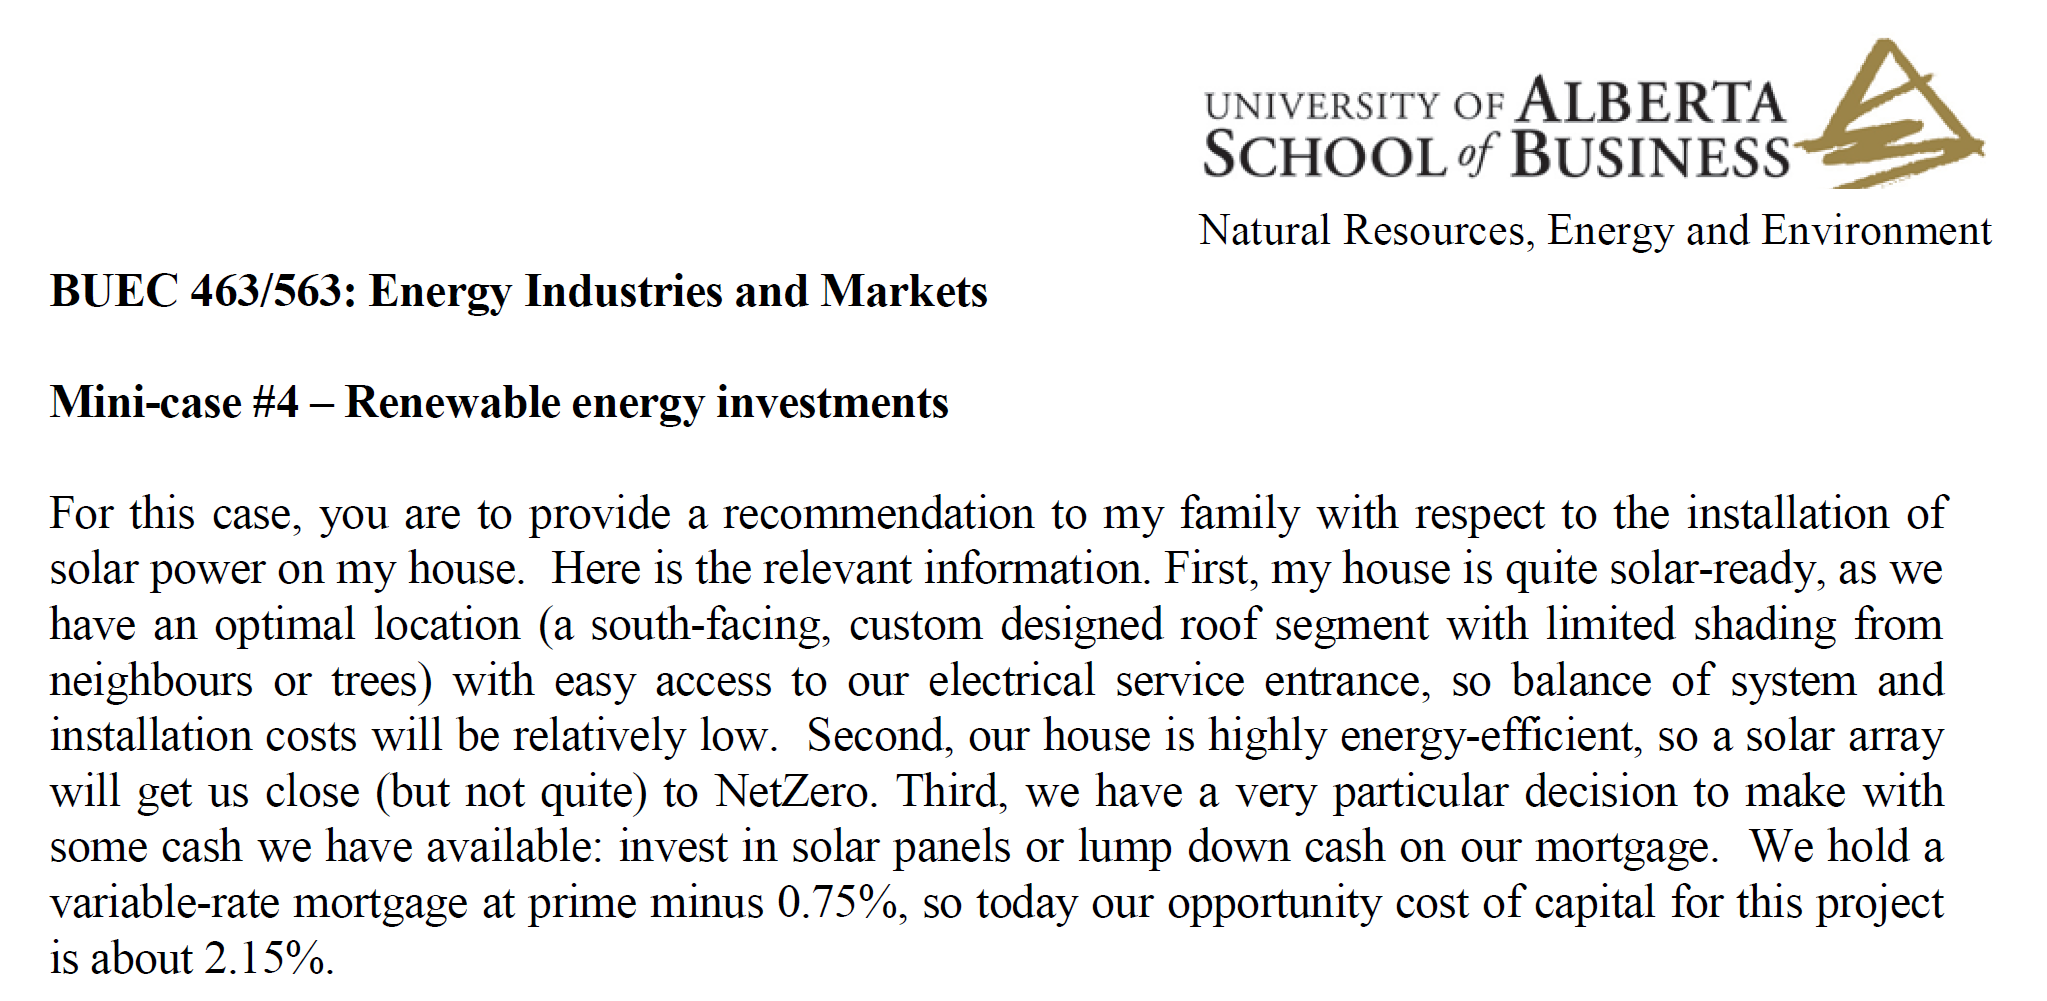 UNIVERSITY OF ALBERTA
SCHOOL of BUSINESS
Natural Resources, Energy and Environment
BUEC 463/563: Energy Industries and Markets
Mini-case #4 – Renewable energy investments
For this case, you are to provide a recommendation to my family with respect to the installation of
solar power on my house.  Here is the relevant information. First, my house is quite solar-ready, as we
have an optimal location (a south-facing, custom designed roof segment with limited shading from
neighbours or trees) with easy access to our electrical service entrance, so balance of system and
installation costs will be relatively low.  Second, our house is highly energy-efficient, so a solar array
will get us close (but not quite) to NetZero. Third, we have a very particular decision to make with
some cash we have available: invest in solar panels or lump down cash on our mortgage.  We hold a
variable-rate mortgage at prime minus 0.75%, so today our opportunity cost of capital for this project
is about 2.15%.